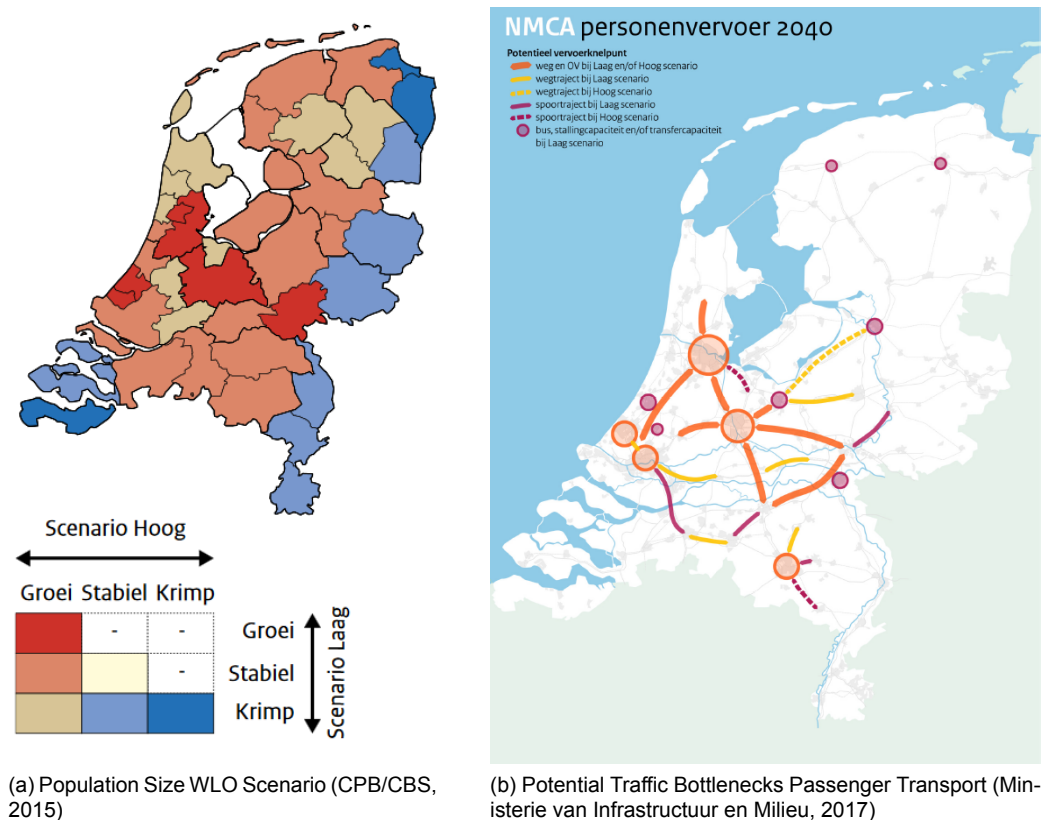 Scenario Hoog
Groei Stabiel Krimp
- - Groei
- Stabiel
Krimp
Scenario Laag
(a) Population Size WLO Scenario (CPB/CBS,
2015)
NMCA personenvervoer 2040
Potentieel vervoerknelpunt
weg en OV bij Laag en/of Hoog scenario
wegtraject bij Laag scenario
wegtraject bij Hoog scenario
spoortraject bij Laag scenario
spoortraject bij Hoog scenario
bus, stallingcapaciteit en/of transfercapaciteit
bij Laag scenario
(b) Potential Traffic Bottlenecks Passenger Transport (Min-
isterie van Infrastructuur en Milieu, 2017)